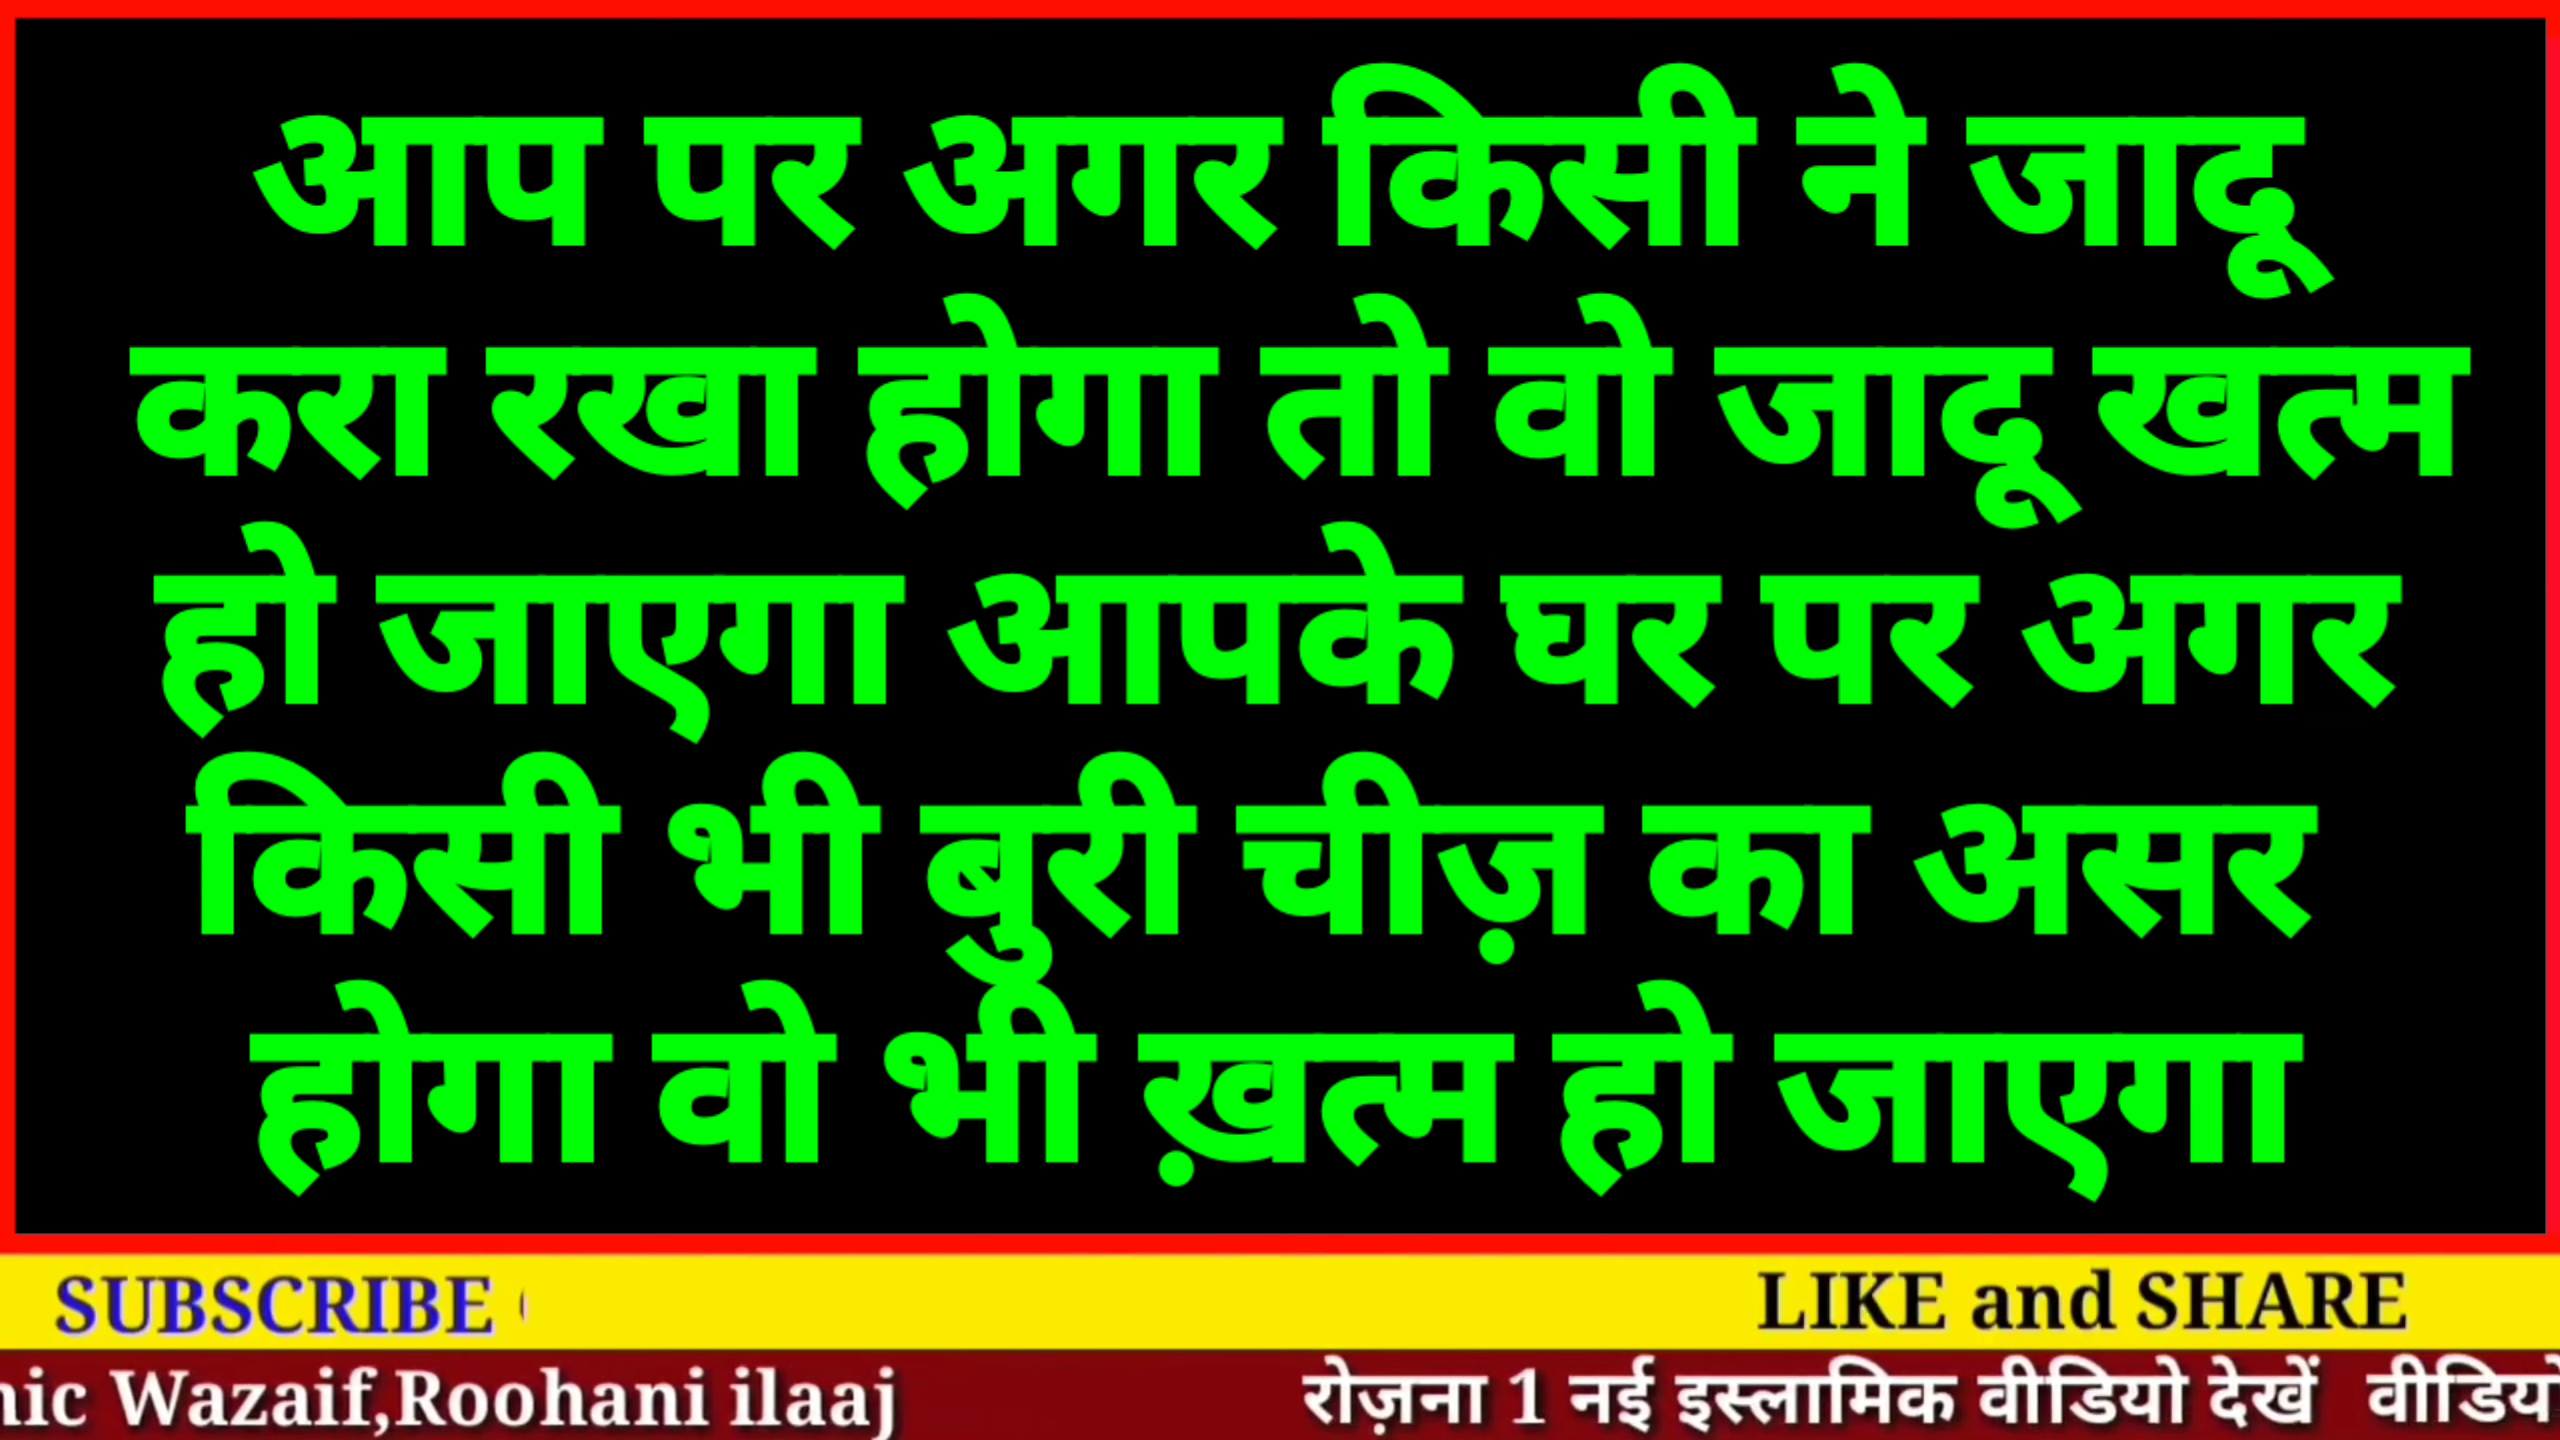 आप पर अगर किसी ने जादू
करा रखा होगा तो वो जादू खत्म
हो जाएगा आपके घर पर अगर
किसी भी बुरी चीज़ का असर
होगा वो भी ख़त्म हो जाएगा
SUBSCRIBE LIKE and SHARE
Wazaif,Roohani ilaaj रोज़ना 1 नई इस्लामिक वीडियो देखें